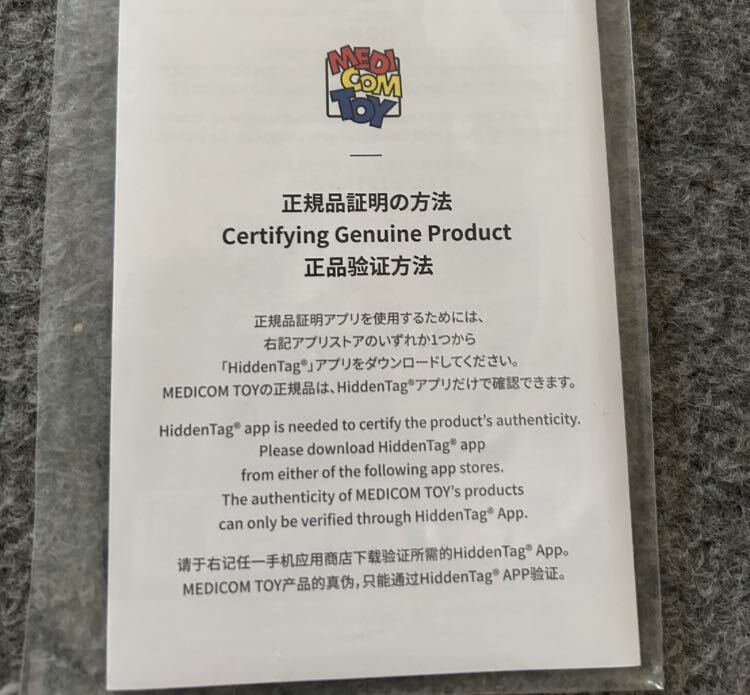 MEDI
COM
TOY
正規品証明の方法
Certifying Genuine Product
正品验证方法
正規品証明アプリを使用するためには、
右記アプリストアのいずれか1つから
「HiddenTag®」アプリをダウンロードしてください。
MEDICOM TOYの正規品は、HiddenTag®アプリだけで確認できます。
HiddenTag® app is needed to certify the product's authenticity.
Please download HiddenTag® app
from either of the following app stores.
The authenticity of MEDICOM TOY's products
can only be verified through HiddenTag® App.
请于右记任一手机应用商店下载验证所需的HiddenTag® App。
MEDICOM TOY产品的真伪，只能通过HiddenTag® APP验证。